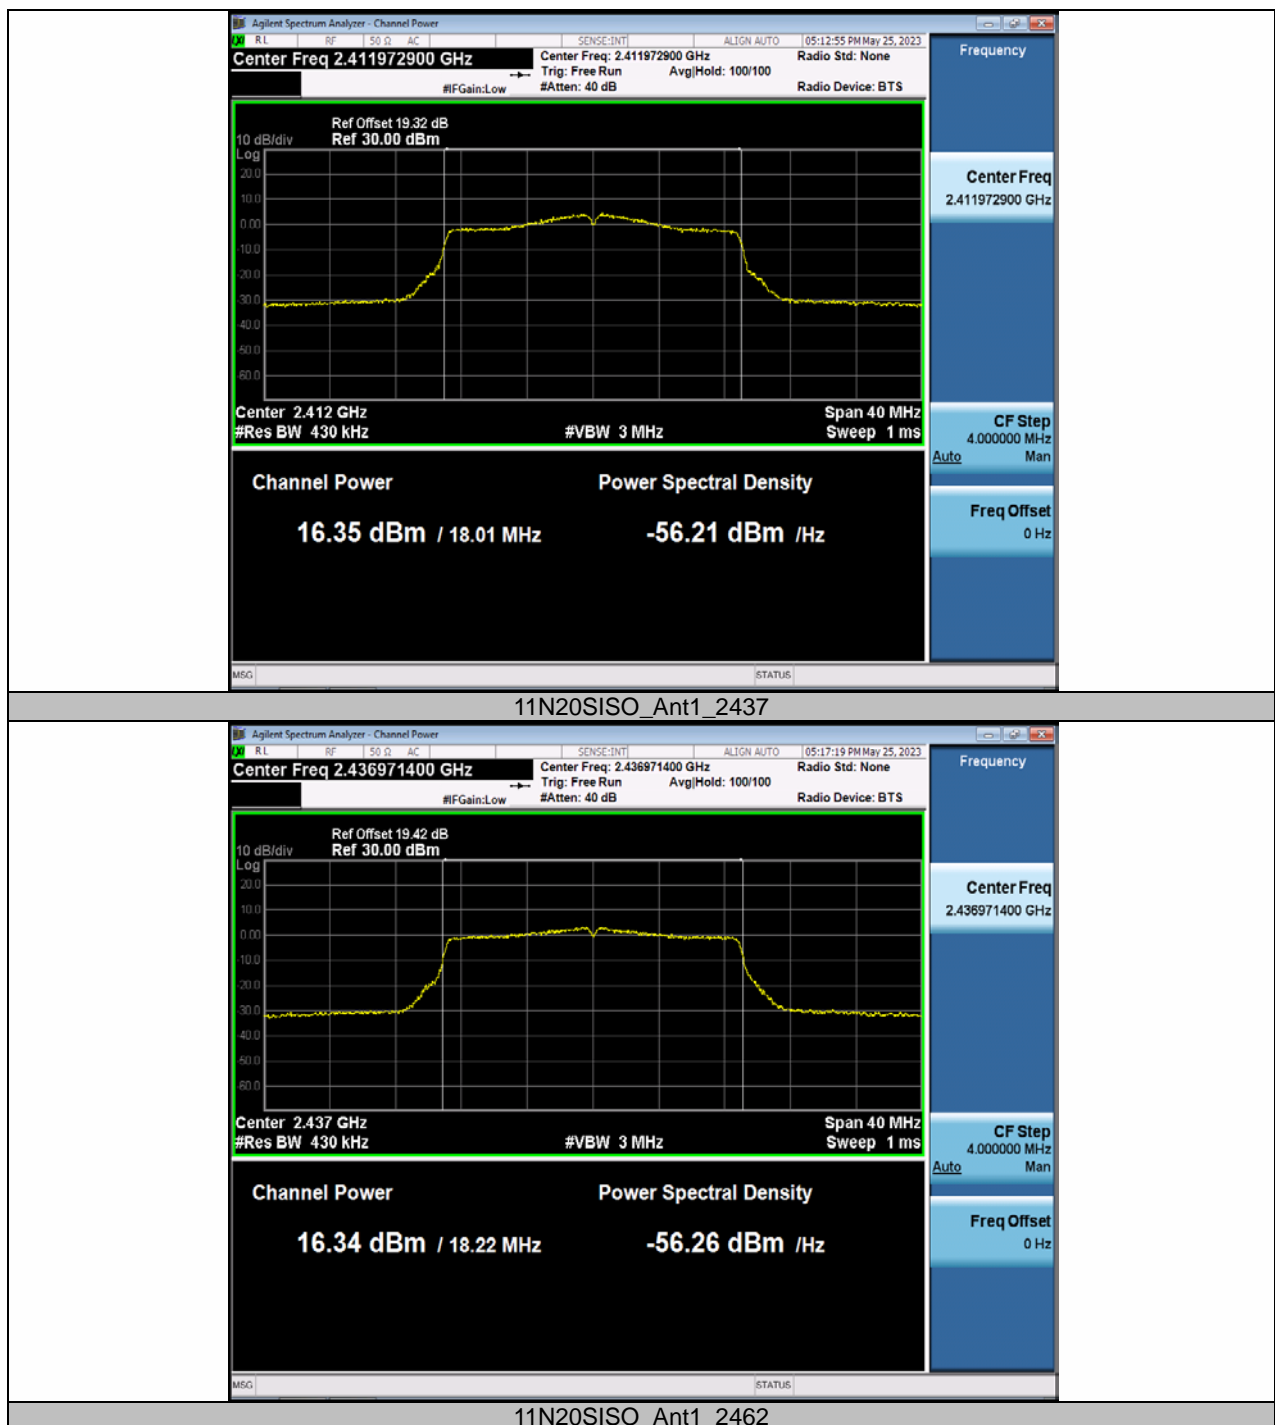 Agilent Spectrum Analyzer - Channel Power
RL RF 50 Ω AC SENSE:INT ALIGN AUTO 05:12:55 PM May 25, 2023
Center Freq 2.411972900 GHz
Center Freq: 2.411972900 GHz Radio Std: None
Trig: Free Run Avg|Hold: 100/100
#IFGain:Low #Atten: 40 dB Radio Device: BTS
Frequency
Ref Offset 19.32 dB
10 dB/div Ref 30.00 dBm
Log
20.0
10.0
0.00
-10.0
-20.0
-30.0
-40.0
-50.0
-60.0
Center Freq
2.411972900 GHz
Center 2.412 GHz Span 40 MHz
#Res BW 430 kHz #VBW 3 MHz Sweep 1 ms
CF Step
4.000000 MHz
Auto Man
Channel Power Power Spectral Density
16.35 dBm / 18.01 MHz -56.21 dBm /Hz
Freq Offset
0 Hz
MSG STATUS
11N20SISO_Ant1_2437
Agilent Spectrum Analyzer - Channel Power
RL RF 50 Ω AC SENSE:INT ALIGN AUTO 05:17:19 PM May 25, 2023
Center Freq 2.436971400 GHz
Center Freq: 2.436971400 GHz Radio Std: None
Trig: Free Run Avg|Hold: 100/100
#IFGain:Low #Atten: 40 dB Radio Device: BTS
Frequency
Ref Offset 19.42 dB
10 dB/div Ref 30.00 dBm
Log
20.0
10.0
0.00
-10.0
-20.0
-30.0
-40.0
-50.0
-60.0
Center Freq
2.436971400 GHz
Center 2.437 GHz Span 40 MHz
#Res BW 430 kHz #VBW 3 MHz Sweep 1 ms
CF Step
4.000000 MHz
Auto Man
Channel Power Power Spectral Density
16.34 dBm / 18.22 MHz -56.26 dBm /Hz
Freq Offset
0 Hz
MSG STATUS
11N20SISO_Ant1_2462